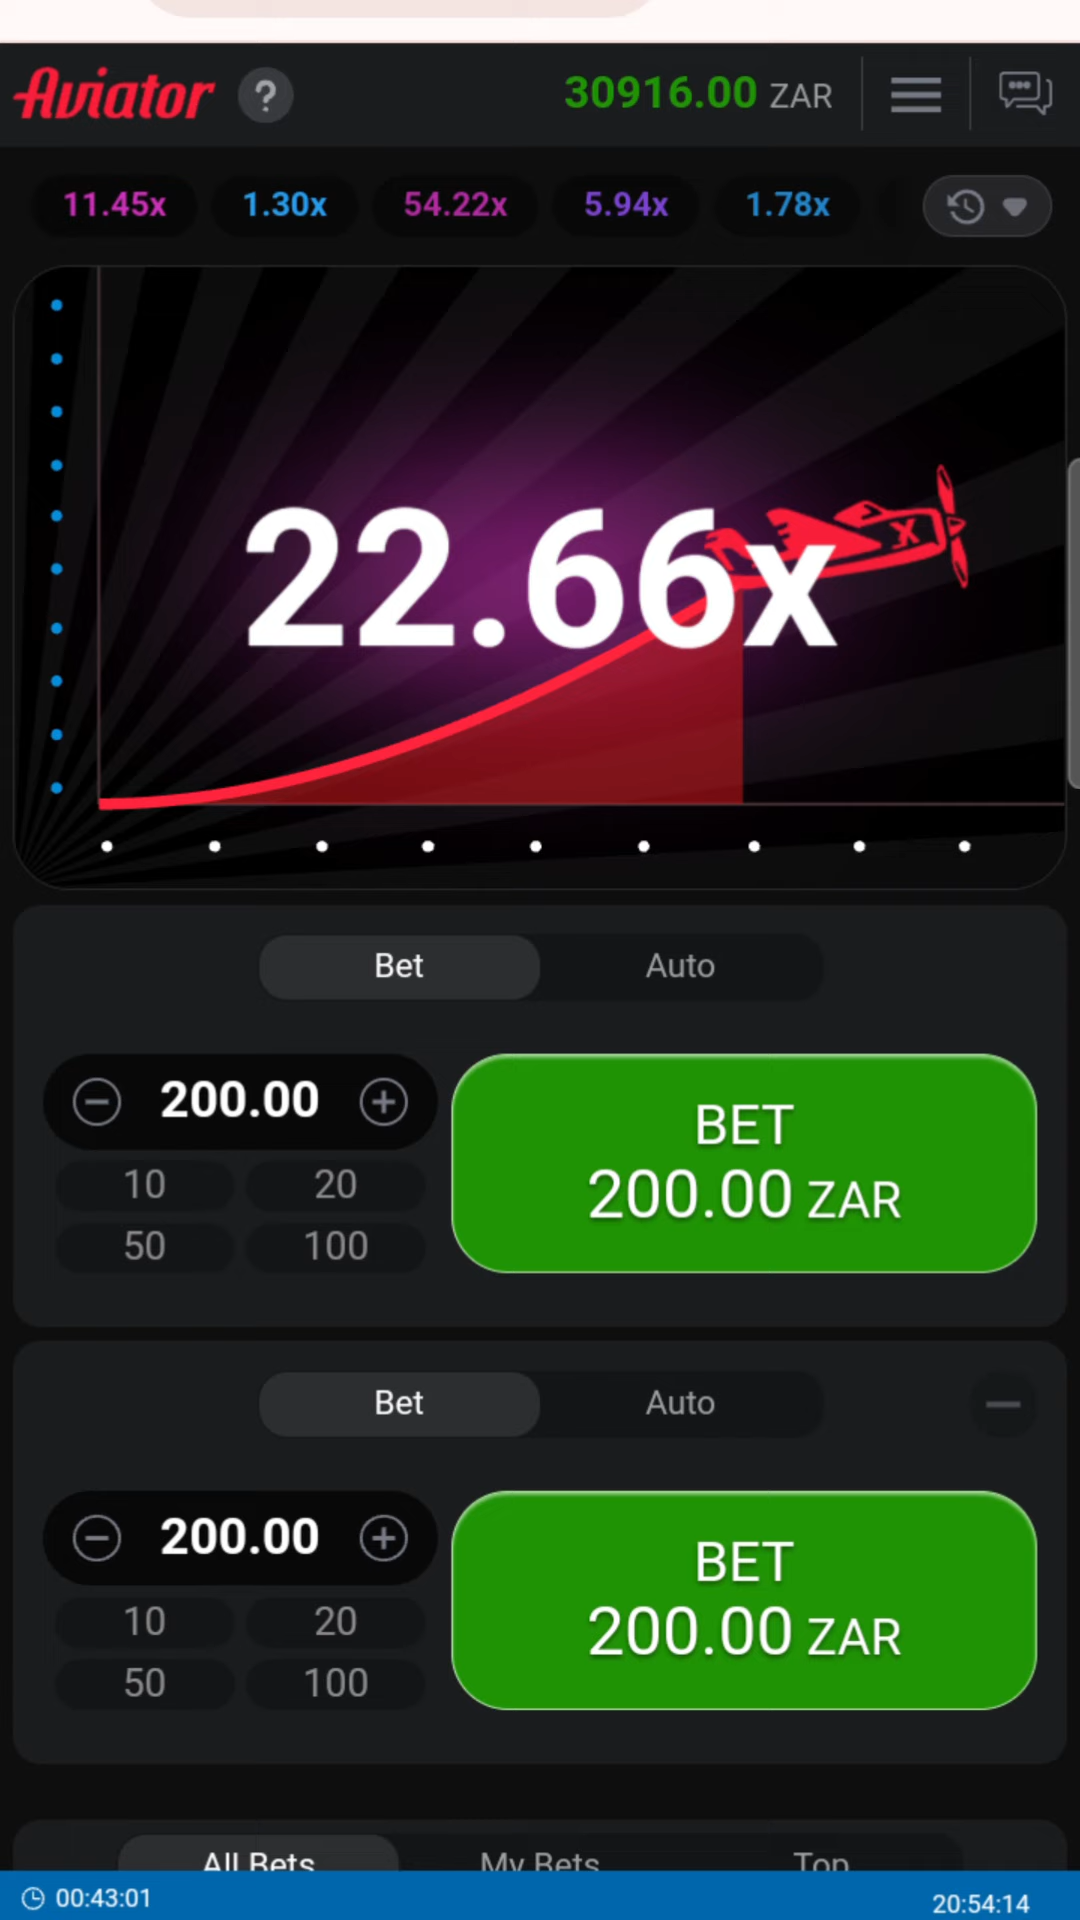 Aviator ? 30916.00 ZAR
11.45x 1.30x 54.22x 5.94x 1.78x
22.66x
X
Bet Auto
200.00
10 20
50 100
BET
200.00 ZAR
Bet Auto
200.00
10 20
50 100
BET
200.00 ZAR
All Bets My Bets Top
00:43:01 20:54:14